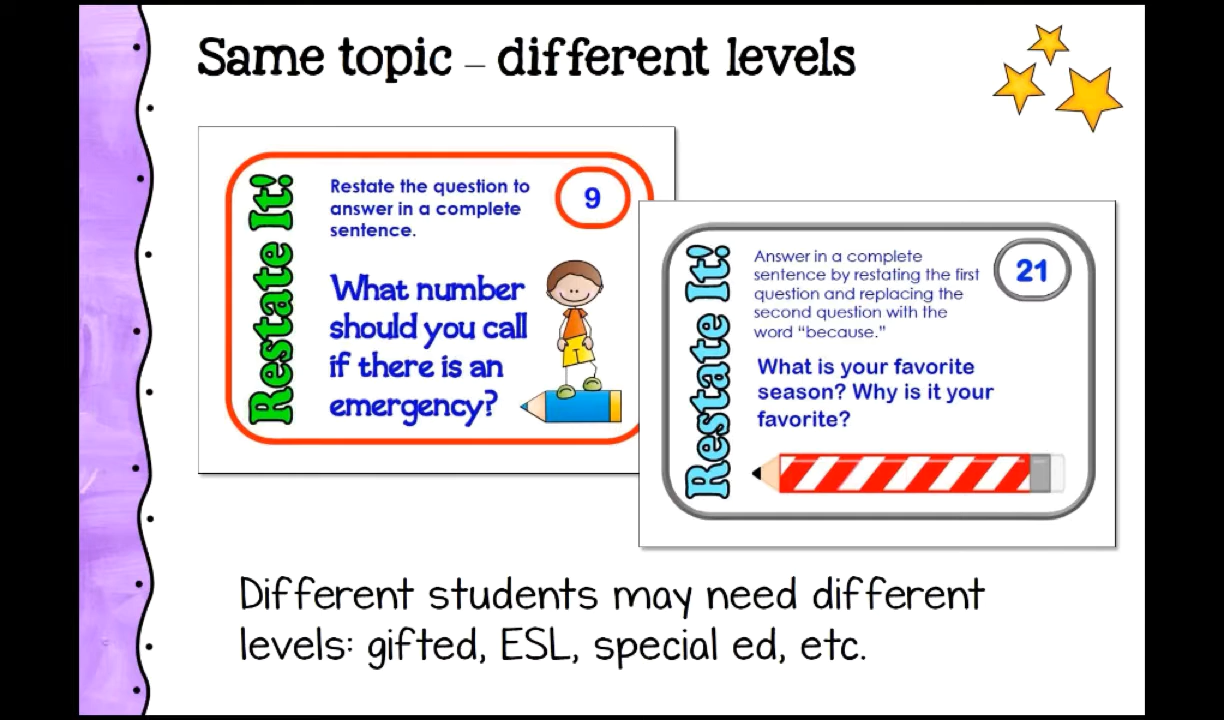 Same topic – different levels
Restate It!
Restate the question to
answer in a complete
sentence.
9
What number
should you call
if there is an
emergency?
Restate It!
Answer in a complete
sentence by restating the first
question and replacing the
second question with the
word “because.”
21
What is your favorite
season? Why is it your
favorite?
Different students may need different
levels: gifted, ESL, special ed, etc.